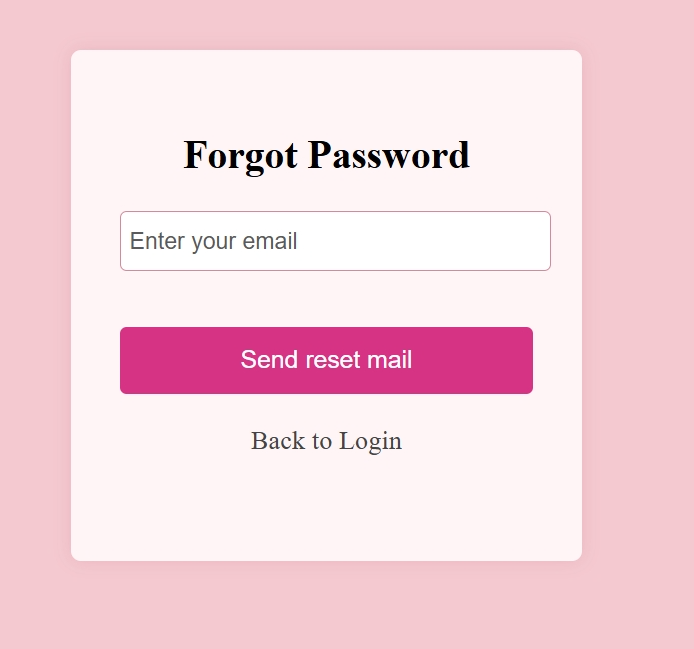 Forgot Password
Enter your email
Send reset mail
Back to Login